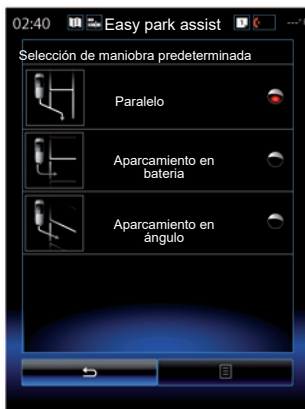 02:40 Easy park assist
Selección de maniobra predeterminada
Paralelo
Aparcamiento en
bateria
Aparcamiento en
ángulo